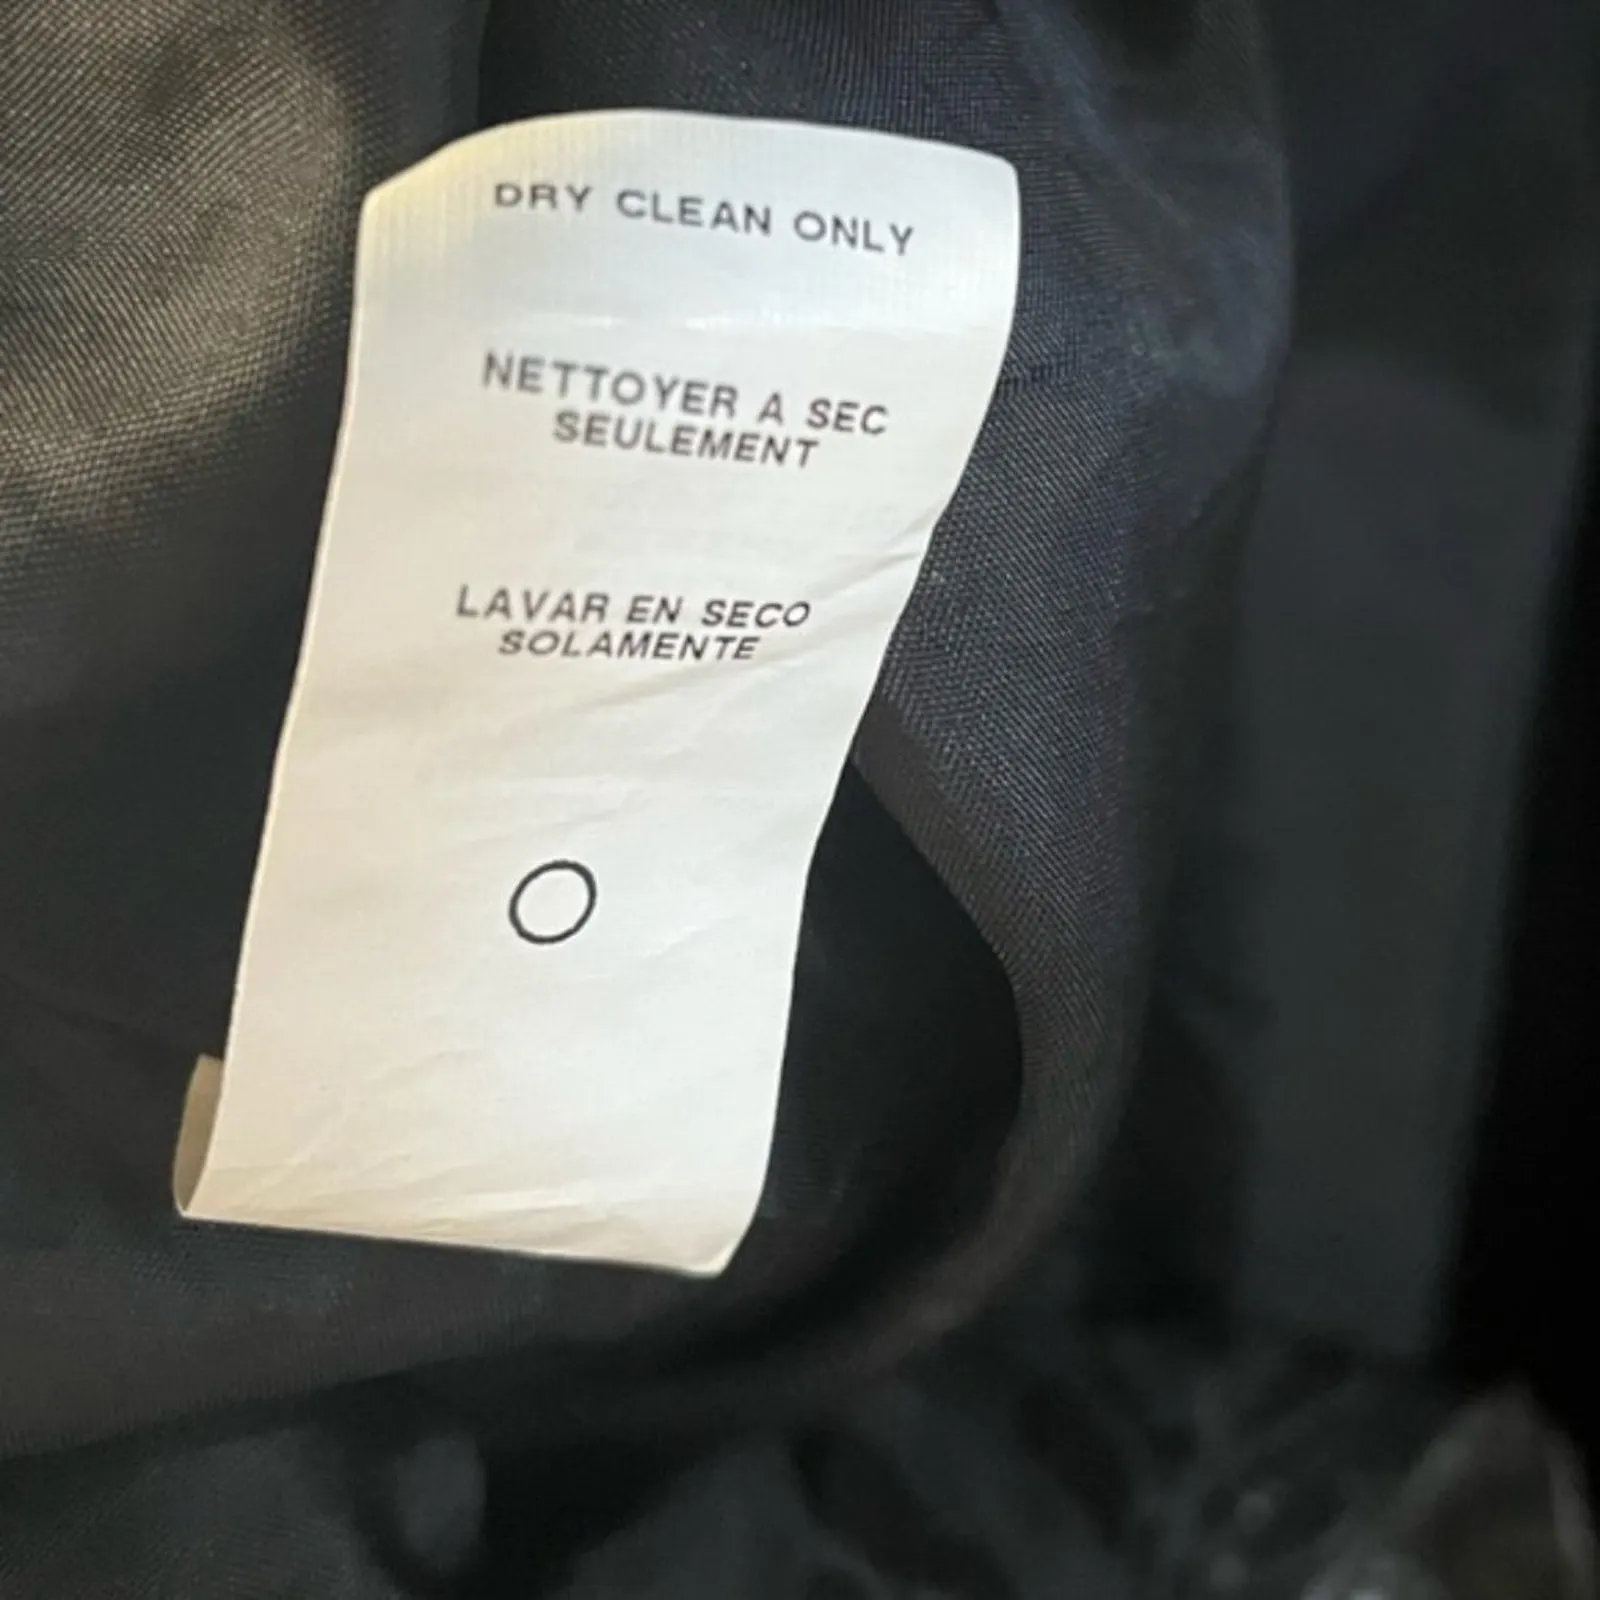 DRY CLEAN ONLY
NETTOYER A SEC
SEULEMENT
LAVAR EN SECO
SOLAMENTE